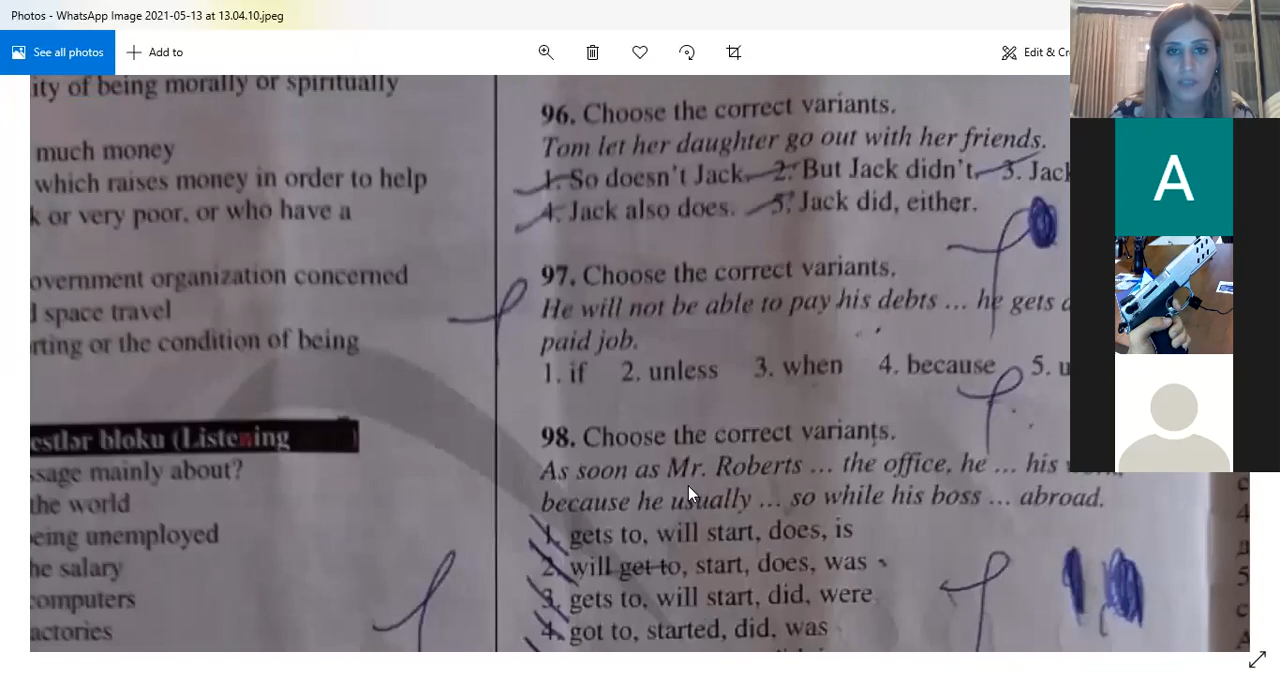 Photos - WhatsApp Image 2021-05-13 at 13.04.10.jpeg
See all photos
Add to
Edit & Cr
ity of being morally or spiritually
much money
which raises money in order to help
k or very poor, or who have a
overnment organization concerned
space travel
rting or the condition of being
estlər bloku (Listening
ssage mainly about?
the world
eing unemployed
he salary
computers
actories
96. Choose the correct variants.
Tom let her daughter go out with her friends.
1. So doesn't Jack. 2. But Jack didn't. 3. Jack
4. Jack also does. 5. Jack did, either.
97. Choose the correct variants.
He will not be able to pay his debts ... he gets
paid job.
1. if 2. unless 3. when 4. because 5. u
98. Choose the correct variants.
As soon as Mr. Roberts ... the office, he ... his
because he usually ... so while his boss ... abroad.
1. gets to, will start, does, is
2. will get to, start, does, was
3. gets to, will start, did, were
4. got to, started, did, was
A
c
4
5
c
A